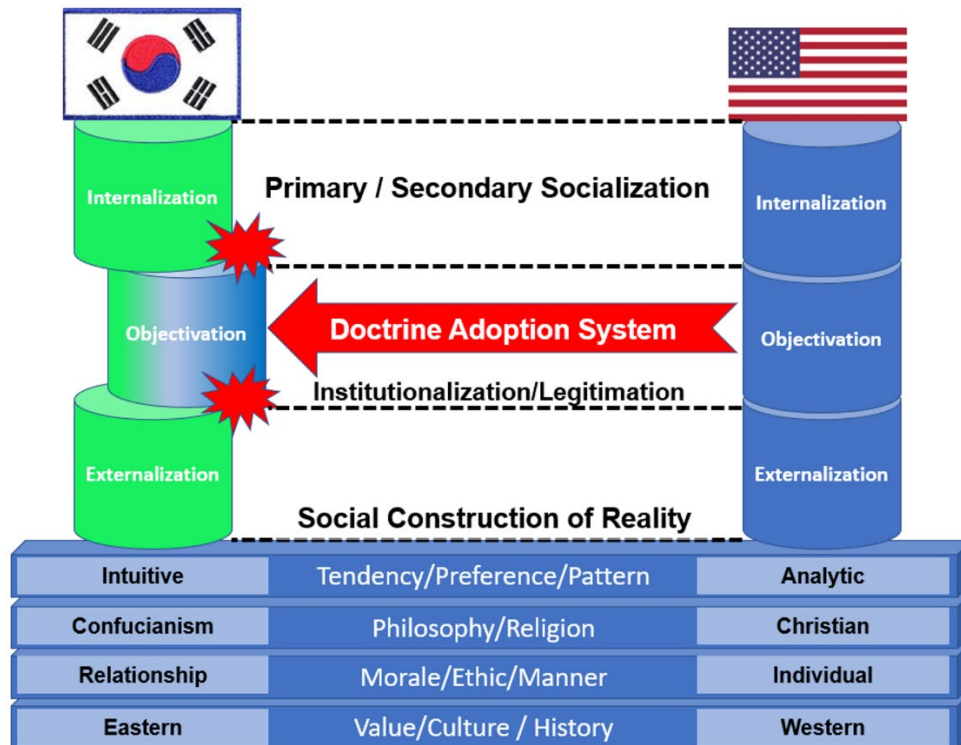 Internalization
Primary / Secondary Socialization
Internalization
Objectivation
Doctrine Adoption System
Objectivation
Institutionalization/Legitimation
Externalization
Externalization
Social Construction of Reality
Intuitive
Tendency/Preference/Pattern
Analytic
Confucianism
Philosophy/Religion
Christian
Relationship
Morale/Ethic/Manner
Individual
Eastern
Value/Culture / History
Western